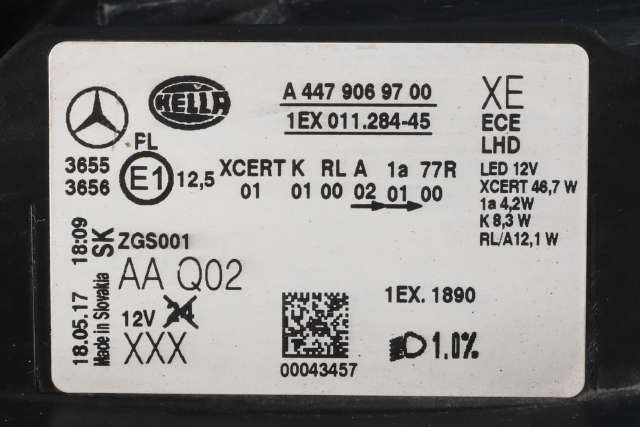 HELLA
A 447 906 97 00
1EX 011.284-45
XE
ECE
LHD
LED 12V
XCERT 46,7 W
1a 4,2W
K 8,3 W
RL/A12,1 W
PL
3655
3656
E1
12,5
XCERT K RL A 1a 77R
01 01 00 02 01 00
18.05.17 18:09
Made in Slovakia SK
ZGS001
AA Q02
12V 24
XXX
00043457
1EX. 1890
1.0%